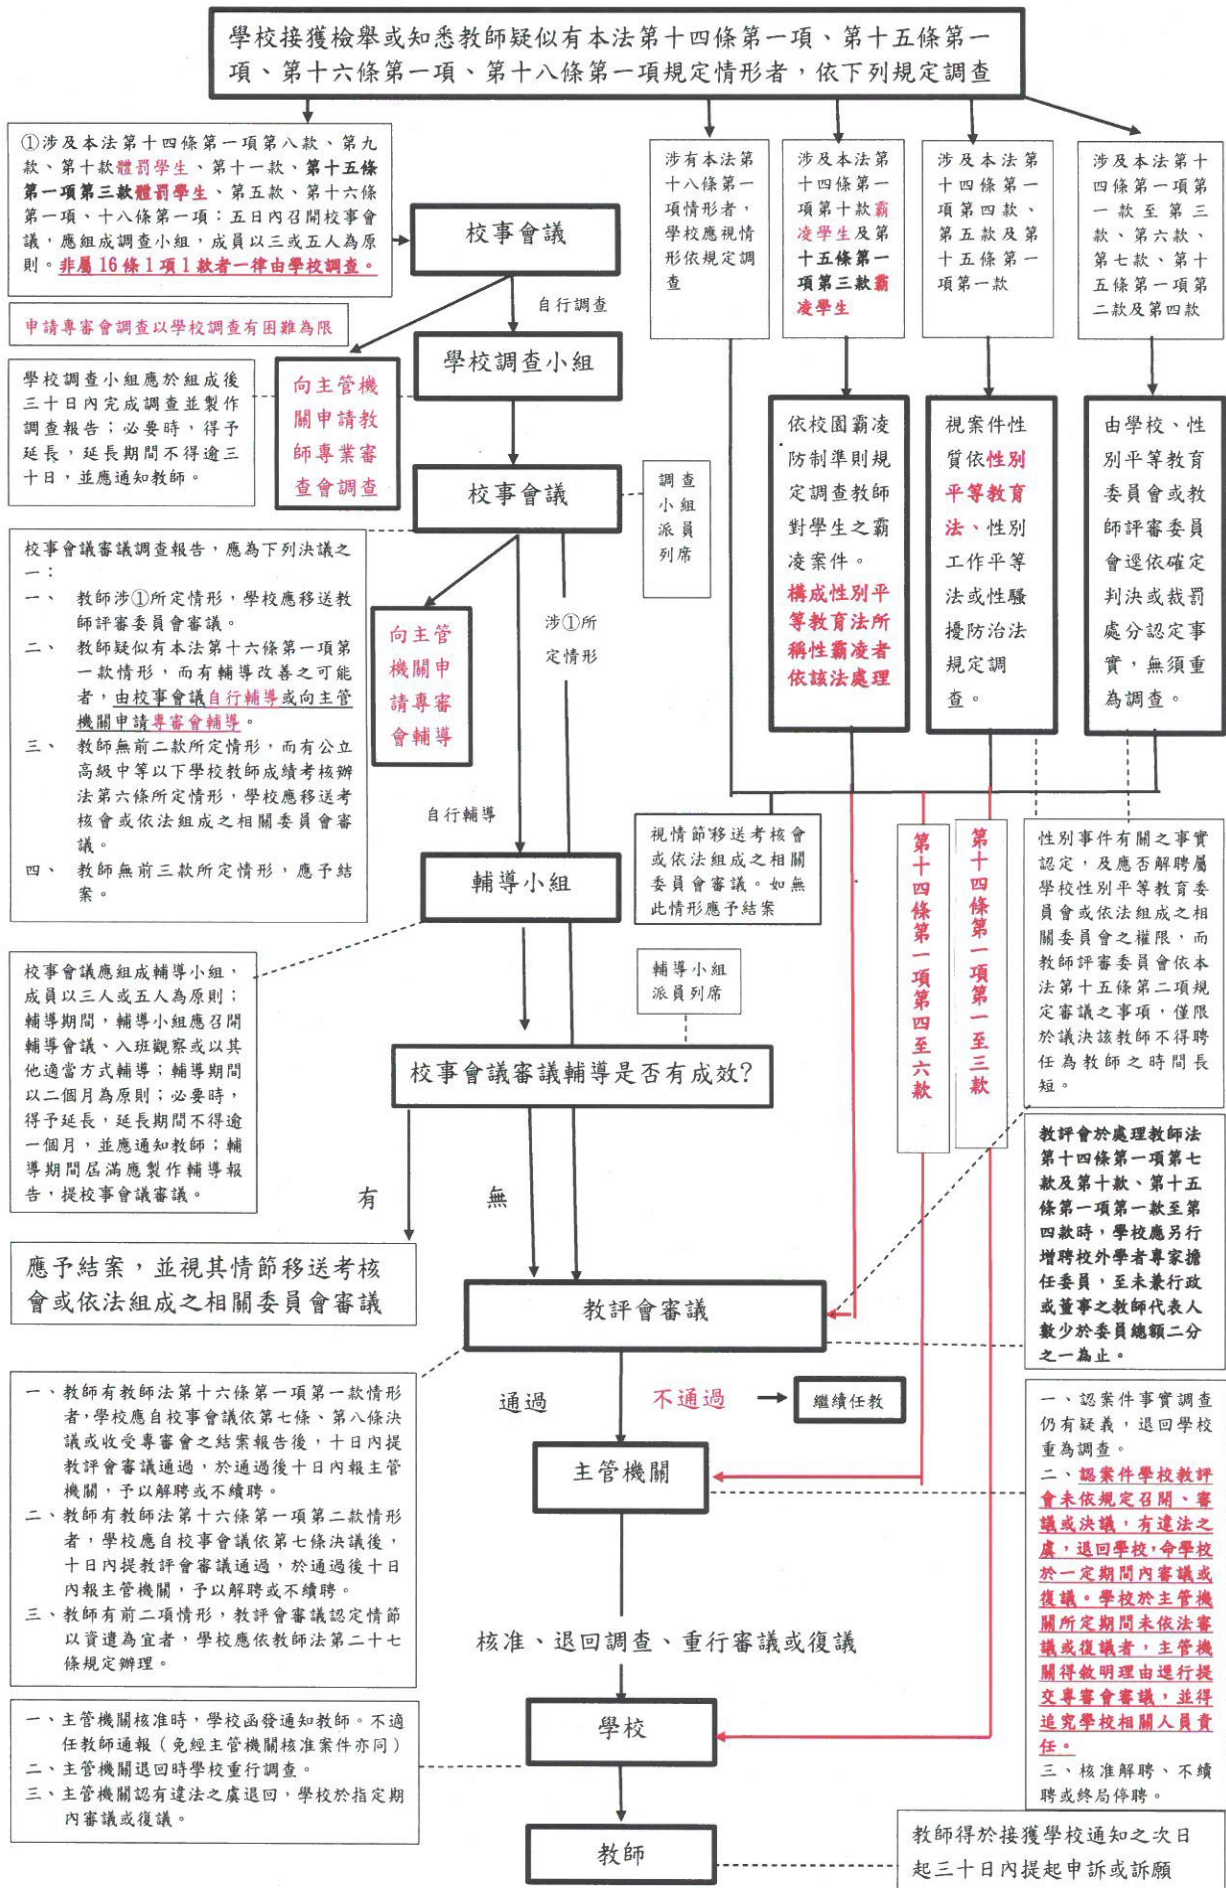 學校接獲檢舉或知悉教師疑似有本法第十四條第一項、第十五條第一
項、第十六條第一項、第十八條第一項規定情形者，依下列規定調查
①涉及本法第十四條第一項第八款、第九
款、第十款體罰學生、第十一款、第十五條
第一項第三款體罰學生、第五款、第十六條
第一項、十八條第一項：五日內召開校事會
議，應組成調查小組，成員以三或五人為原
則。非屬16條1項1款者一律由學校調查。
校事會議
涉有本法第
十八條第一
項情形者，
學校應視情
形依規定調
查
涉及本法第
十四條第一
項第十款霸
凌學生及第
十五條第一
項第三款霸
凌學生
涉及本法第
十四條第一
項第四款、
第五款及第
十五條第一
項第一款
涉及本法第十
四條第一項第
一款至第三
款、第六款、
第七款、第十
五條第一項第
二款及第四款
自行調查
申請專審會調查以學校調查有困難為限
學校調查小組
學校調查小組應於組成後
三十日內完成調查並製作
調查報告；必要時，得予
延長，延長期間不得逾三
十日，並應通知教師。
向主管機
關申請教
師專業審
查會調查
校事會議
調查
小組
派員
列席
依校園霸凌
防制準則規
定調查教師
對學生之霸
凌案件。
構成性別平
等教育法所
稱性霸凌者
依該法處理
視案件性
質依性別
平等教育
法、性別
工作平等
法或性騷
擾防治法
規定調
查。
由學校、性
別平等教育
委員會或教
師評審委員
會逕依確定
判決或裁罰
處分認定事
實，無須重
為調查。
校事會議審議調查報告，應為下列決議之
一：
一、 教師涉①所定情形，學校應移送教
師評審委員會審議。
二、 教師疑似有本法第十六條第一項第
一款情形，而有輔導改善之可能
者，由校事會議自行輔導或向主管
機關申請專審會輔導。
三、 教師無前二款所定情形，而有公立
高級中等以下學校教師成績考核辦
法第六條所定情形，學校應移送考
核會或依法組成之相關委員會審
議。
四、 教師無前三款所定情形，應予結
案。
向主管
機關申
請專審
會輔導
涉①所
定情形
自行輔導
輔導小組
視情節移送考核會
或依法組成之相關
委員會審議。如無
此情形應予結案
第十四條第一項第四至六款
第十四條第一項第一至三款
性別事件有關之事實
認定，及應否解聘屬
學校性別平等教育委
員會或依法組成之相
關委員會之權限，而
教師評審委員會依本
法第十五條第二項規
定審議之事項，僅限
於議決該教師不得聘
任為教師之時間長
短。
校事會議應組成輔導小組，
成員以三人或五人為原則；
輔導期間，輔導小組應召開
輔導會議、入班觀察或以其
他適當方式輔導；輔導期間
以二個月為原則；必要時，
得予延長，延長期間不得逾
一個月，並應通知教師；輔
導期間屆滿應製作輔導報
告，提校事會議審議。
輔導小組
派員列席
校事會議審議輔導是否有成效?
有
無
教評會於處理教師法
第十四條第一項第七
款及第十款、第十五
條第一項第一款至第
四款時，學校應另行
增聘校外學者專家擔
任委員，至未兼行政
或董事之教師代表人
數少於委員總額二分
之一為止。
應予結案，並視其情節移送考核
會或依法組成之相關委員會審議
教評會審議
通過
不通過
繼續任教
一、教師有教師法第十六條第一項第一款情形
者，學校應自校事會議依第七條、第八條決
議或收受專審會之結案報告後，十日內提
教評會審議通過，於通過後十日內報主管
機關，予以解聘或不續聘。
二、教師有教師法第十六條第一項第二款情形
者，學校應自校事會議依第七條決議後，
十日內提教評會審議通過，於通過後十日
內報主管機關，予以解聘或不續聘。
三、教師有前二項情形，教評會審議認定情節
以資遣為宜者，學校應依教師法第二十七
條規定辦理。
主管機關
一、認案件事實調查
仍有疑義，退回學校
重為調查。
二、認案件學校教評
會未依規定召開、審
議或決議，有違法之
虞，退回學校，命學校
於一定期間內審議或
復議。學校於主管機
關所定期間未依法審
議或復議者，主管機
關得敘明理由逕行提
交專審會審議，並得
追究學校相關人員責
任。
三、核准解聘、不續
聘或終局停聘。
核准、退回調查、重行審議或復議
學校
一、主管機關核准時，學校函發通知教師。不適
任教師通報（免經主管機關核准案件亦同）
二、主管機關退回時學校重行調查。
三、主管機關認有違法之虞退回，學校於指定期
內審議或復議。
教師
教師得於接獲學校通知之次日
起三十日內提起申訴或訴願